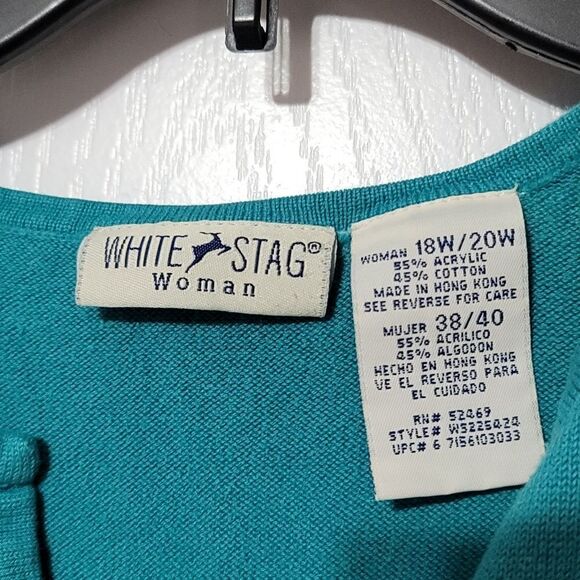 WHITE STAG®
Woman
WOMAN 18W/20W
55% ACRYLIC
45% COTTON
MADE IN HONG KONG
SEE REVERSE FOR CARE
MUJER 38/40
55% ACRILICO
45% ALGODON
HECHO EN HONG KONG
VE EL REVERSO PARA
EL CUIDADO
RN# 52469
STYLE# WS225424
UPC# 6 7156103033